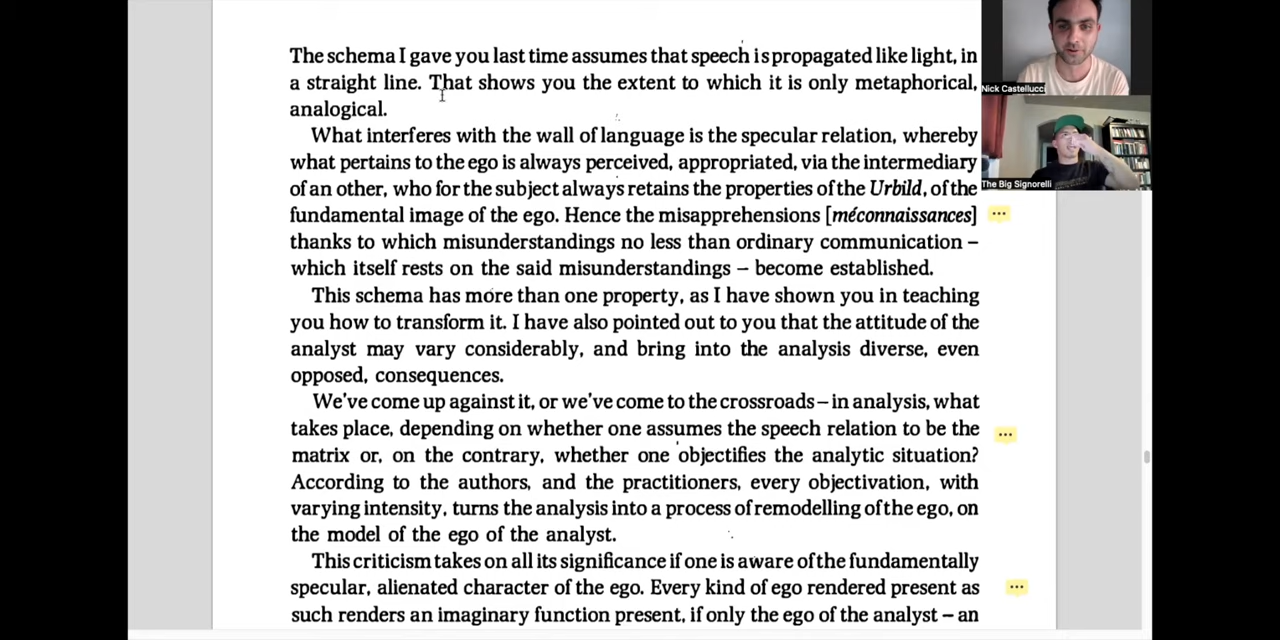 The schema I gave you last time assumes that speech is propagated like light, in
a straight line. That shows you the extent to which it is only metaphorical,
analogical.
What interferes with the wall of language is the specular relation, whereby
what pertains to the ego is always perceived, appropriated, via the intermediary
of an other, who for the subject always retains the properties of the Urbild, of the
fundamental image of the ego. Hence the misapprehensions [méconnaissances]
thanks to which misunderstandings no less than ordinary communication –
which itself rests on the said misunderstandings – become established.
This schema has more than one property, as I have shown you in teaching
you how to transform it. I have also pointed out to you that the attitude of the
analyst may vary considerably, and bring into the analysis diverse, even
opposed, consequences.
We've come up against it, or we've come to the crossroads – in analysis, what
takes place, depending on whether one assumes the speech relation to be the
matrix or, on the contrary, whether one objectifies the analytic situation?
According to the authors, and the practitioners, every objectivation, with
varying intensity, turns the analysis into a process of remodelling of the ego, on
the model of the ego of the analyst.
This criticism takes on all its significance if one is aware of the fundamentally
specular, alienated character of the ego. Every kind of ego rendered present as
such renders an imaginary function present, if only the ego of the analyst – an
Nick Castellucci
The Big Signorelli